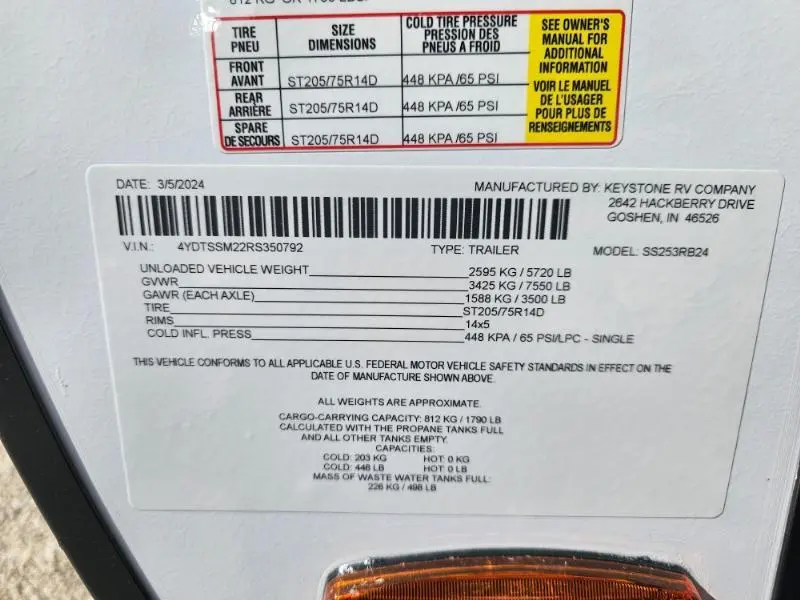 TIRE
PNEU
SIZE
DIMENSIONS
COLD TIRE PRESSURE
PRESSION DES
PNEUS A FROID
SEE OWNER'S
MANUAL FOR
ADDITIONAL
INFORMATION
VOIR LE MANUEL
DE L'USAGER
POUR PLUS DE
RENSEIGNEMENTS
FRONT
AVANT
ST205/75R14D
448 KPA /65 PSI
REAR
ARRIÈRE
ST205/75R14D
448 KPA /65 PSI
SPARE
DE SECOURS
ST205/75R14D
448 KPA /65 PSI
DATE: 3/5/2024
MANUFACTURED BY: KEYSTONE RV COMPANY
2642 HACKBERRY DRIVE
GOSHEN, IN 46526
V.I.N.: 4YDTSSM22RS350792 TYPE: TRAILER MODEL: SS253RB24
UNLOADED VEHICLE WEIGHT 2595 KG / 5720 LB
GVWR 3425 KG / 7550 LB
GAWR (EACH AXLE) 1588 KG / 3500 LB
TIRE ST205/75R14D
RIMS 14x5
COLD INFL. PRESS 448 KPA / 65 PSI/LPC - SINGLE
THIS VEHICLE CONFORMS TO ALL APPLICABLE U.S. FEDERAL MOTOR VEHICLE SAFETY STANDARDS IN EFFECT ON THE
DATE OF MANUFACTURE SHOWN ABOVE.
ALL WEIGHTS ARE APPROXIMATE.
CARGO-CARRYING CAPACITY: 812 KG / 1790 LB
CALCULATED WITH THE PROPANE TANKS FULL
AND ALL OTHER TANKS EMPTY.
CAPACITIES:
COLD: 203 KG HOT: 0 KG
COLD: 448 LB HOT: 0 LB
MASS OF WASTE WATER TANKS FULL:
226 KG / 498 LB